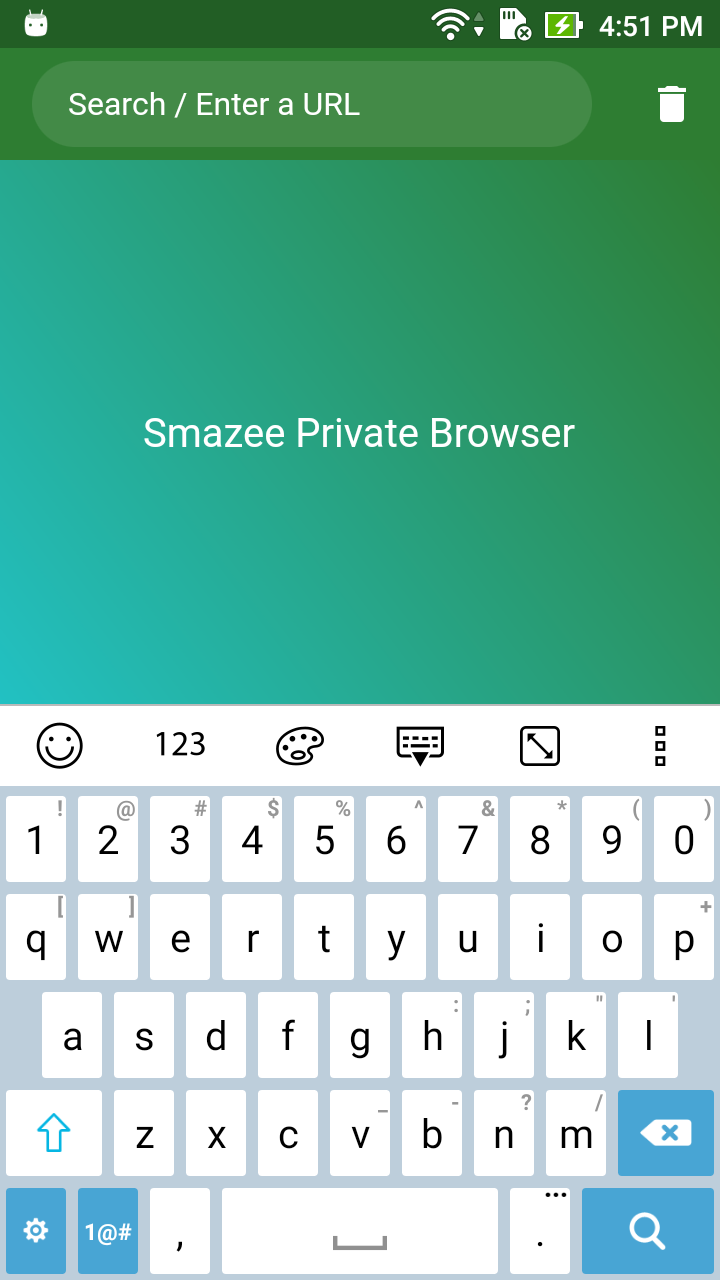 4:51 PM
Search / Enter a URL
Smazee Private Browser
123
! @ # $ % ^ & * ( )
1 2 3 4 5 6 7 8 9 0
[ ] +
q w e r t y u i o p
: ; " '
a s d f g h j k l
_ - ? /
z x c v b n m
1@# , ... .